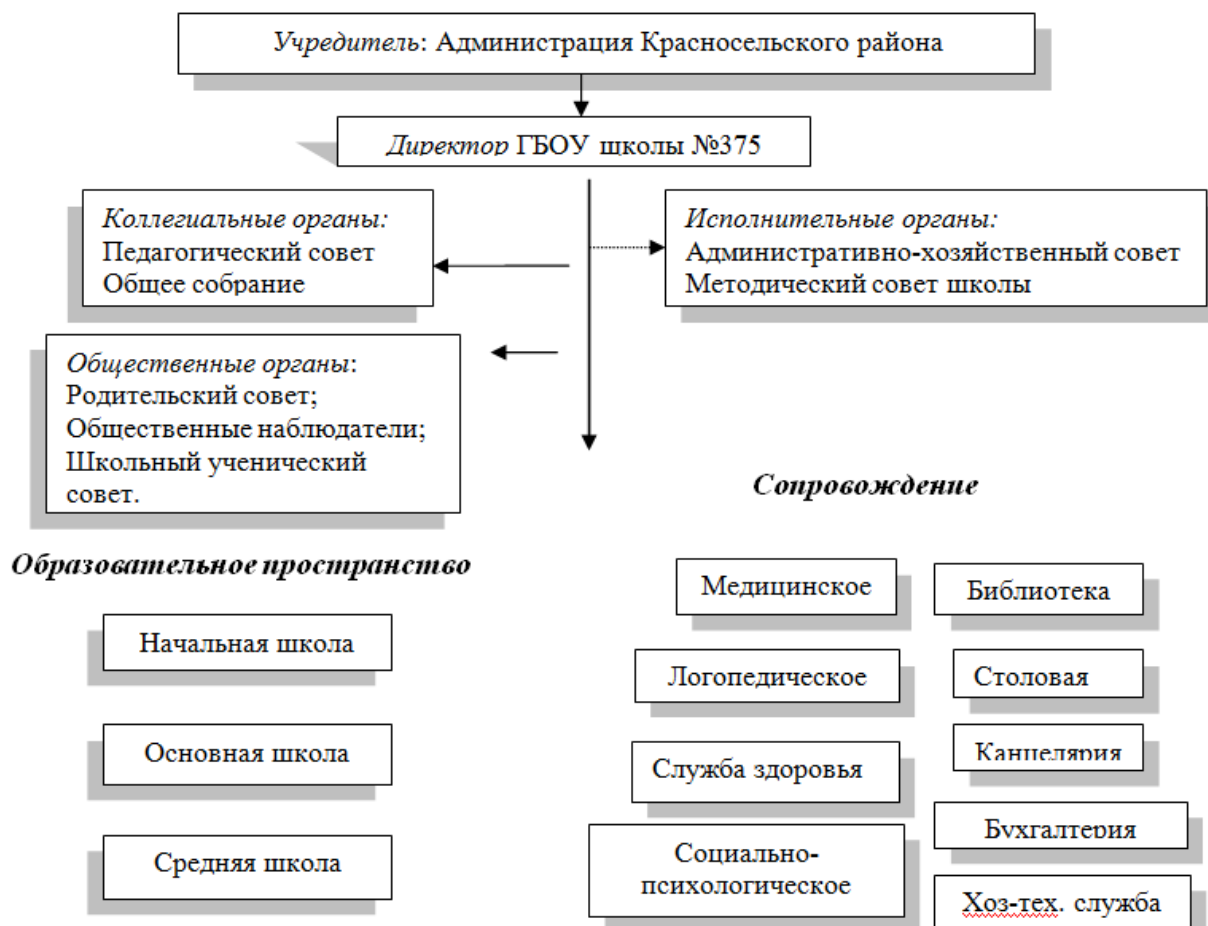 Учредитель: Администрация Красносельского района
Директор ГБОУ школы №375
Коллегиальные органы:
Педагогический совет
Общее собрание
Исполнительные органы:
Административно-хозяйственный совет
Методический совет школы
Общественные органы:
Родительский совет;
Общественные наблюдатели;
Школьный ученический
совет.
Образовательное пространство
Начальная школа
Основная школа
Средняя школа
Сопровождение
Медицинское
Логопедическое
Служба здоровья
Социально-
психологическое
Библиотека
Столовая
Канцелярия
Бухгалтерия
Хоз-тех. служба